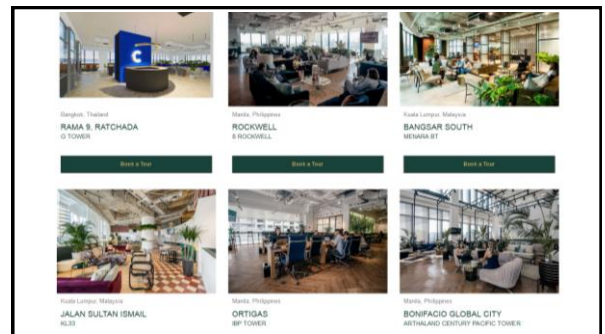 C
Bangkok, Thailand
RAMA 9, RATCHADA
G TOWER
Book a Tour
Manila, Philippines
ROCKWELL
8 ROCKWELL
Book a Tour
Kuala Lumpur, Malaysia
BANGSAR SOUTH
MENARA BT
Book a Tour
Kuala Lumpur, Malaysia
JALAN SULTAN ISMAIL
KL33
Manila, Philippines
ORTIGAS
IBP TOWER
Manila, Philippines
BONIFACIO GLOBAL CITY
ARTHALAND CENTURY PACIFIC TOWER